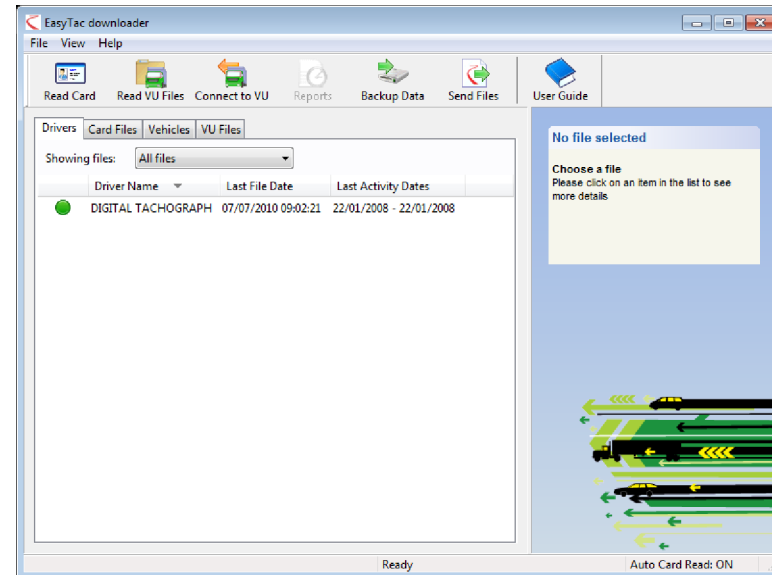 EasyTac downloader
File View Help
Read Card Read VU Files Connect to VU Reports Backup Data Send Files User Guide
Drivers Card Files Vehicles VU Files
Showing files: All files
Driver Name Last File Date Last Activity Dates
DIGITAL TACHOGRAPH 07/07/2010 09:02:21 22/01/2008 - 22/01/2008
No file selected
Choose a file
Please click on an item in the list to see
more details
Ready Auto Card Read: ON